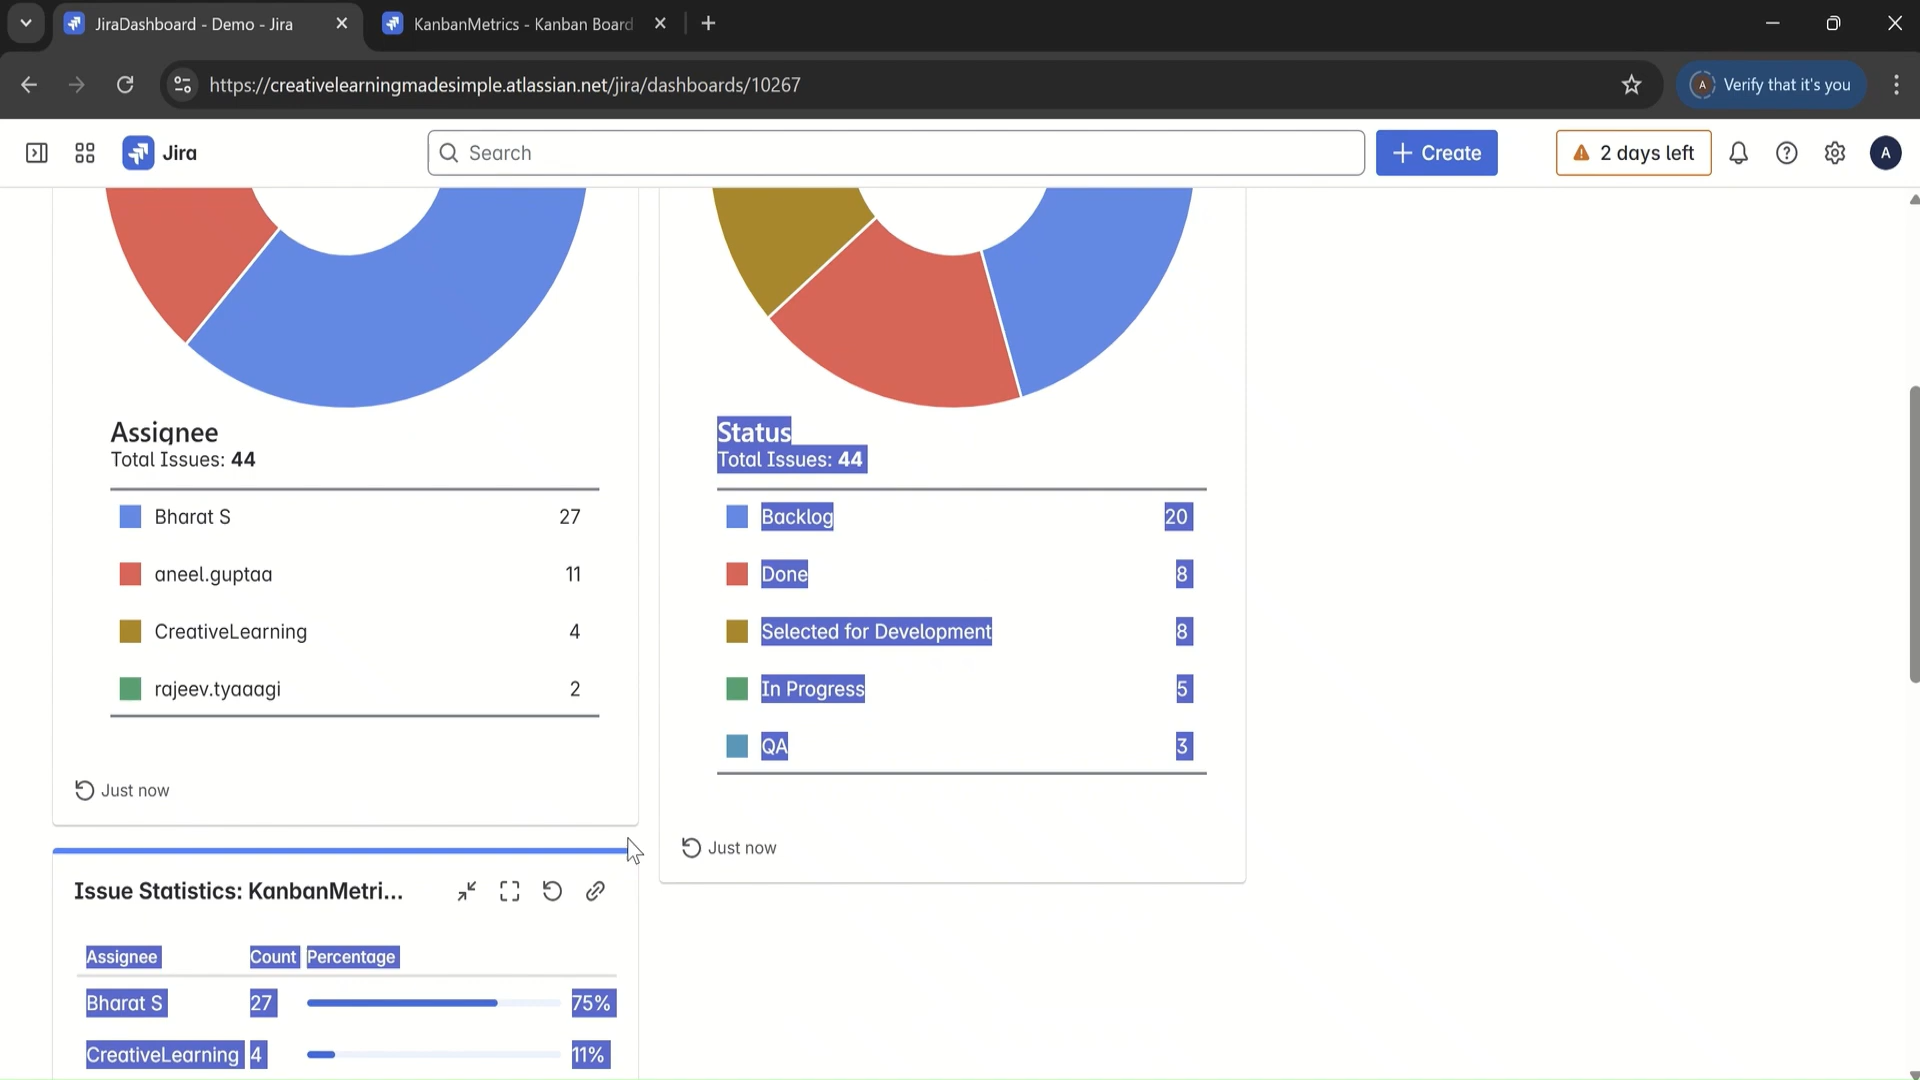 JiraDashboard - Demo - Jira
KanbanMetrics - Kanban Board
https://creativelearningmadesimple.atlassian.net/jira/dashboards/10267
Verify that it's you
A
Jira
Search
Create
2 days left
A
Assignee
Total Issues: 44
Bharat S 27
aneel.guptaa 11
CreativeLearning 4
rajeev.tyaaagi 2
Just now
Status
Total Issues: 44
Backlog 20
Done 8
Selected for Development 8
In Progress 5
QA 3
Just now
Issue Statistics: KanbanMetri...
Assignee Count Percentage
Bharat S 27 75%
CreativeLearning 4 11%